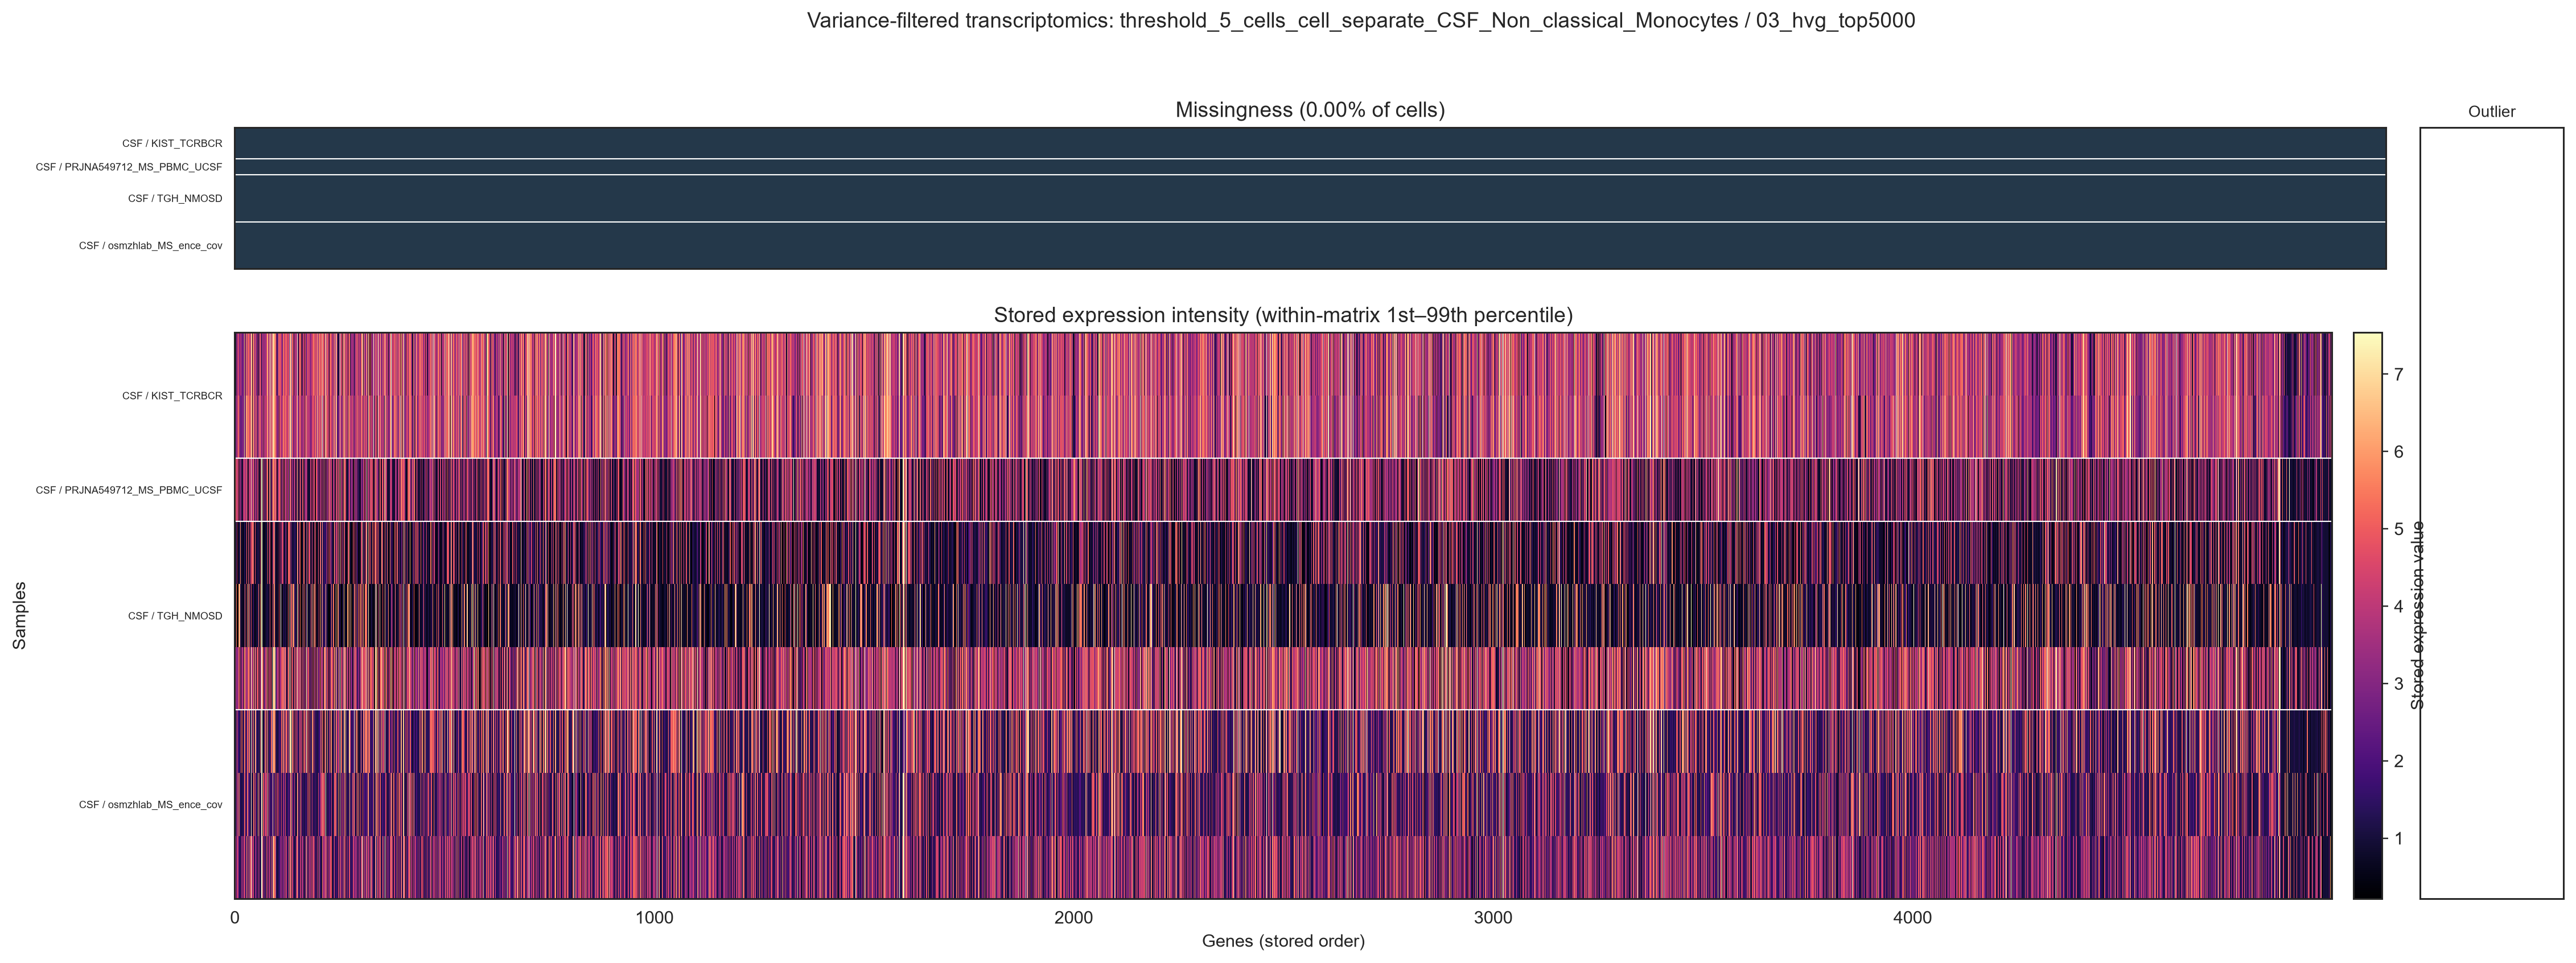 Variance-filtered transcriptomics: threshold_5_cells_cell_separate_CSF_Non_classical_Monocytes / 03_hvg_top5000
Missingness (0.00% of cells)
Outlier
CSF / KIST_TCRBCR
CSF / PRJNA549712_MS_PBMC_UCSF
CSF / TGH_NMOSD
CSF / osmzhlab_MS_ence_cov
Stored expression intensity (within-matrix 1st–99th percentile)
Samples
CSF / KIST_TCRBCR
CSF / PRJNA549712_MS_PBMC_UCSF
CSF / TGH_NMOSD
CSF / osmzhlab_MS_ence_cov
7
6
5
4
3
2
1
Stored expression value
0 1000 2000 3000 4000
Genes (stored order)